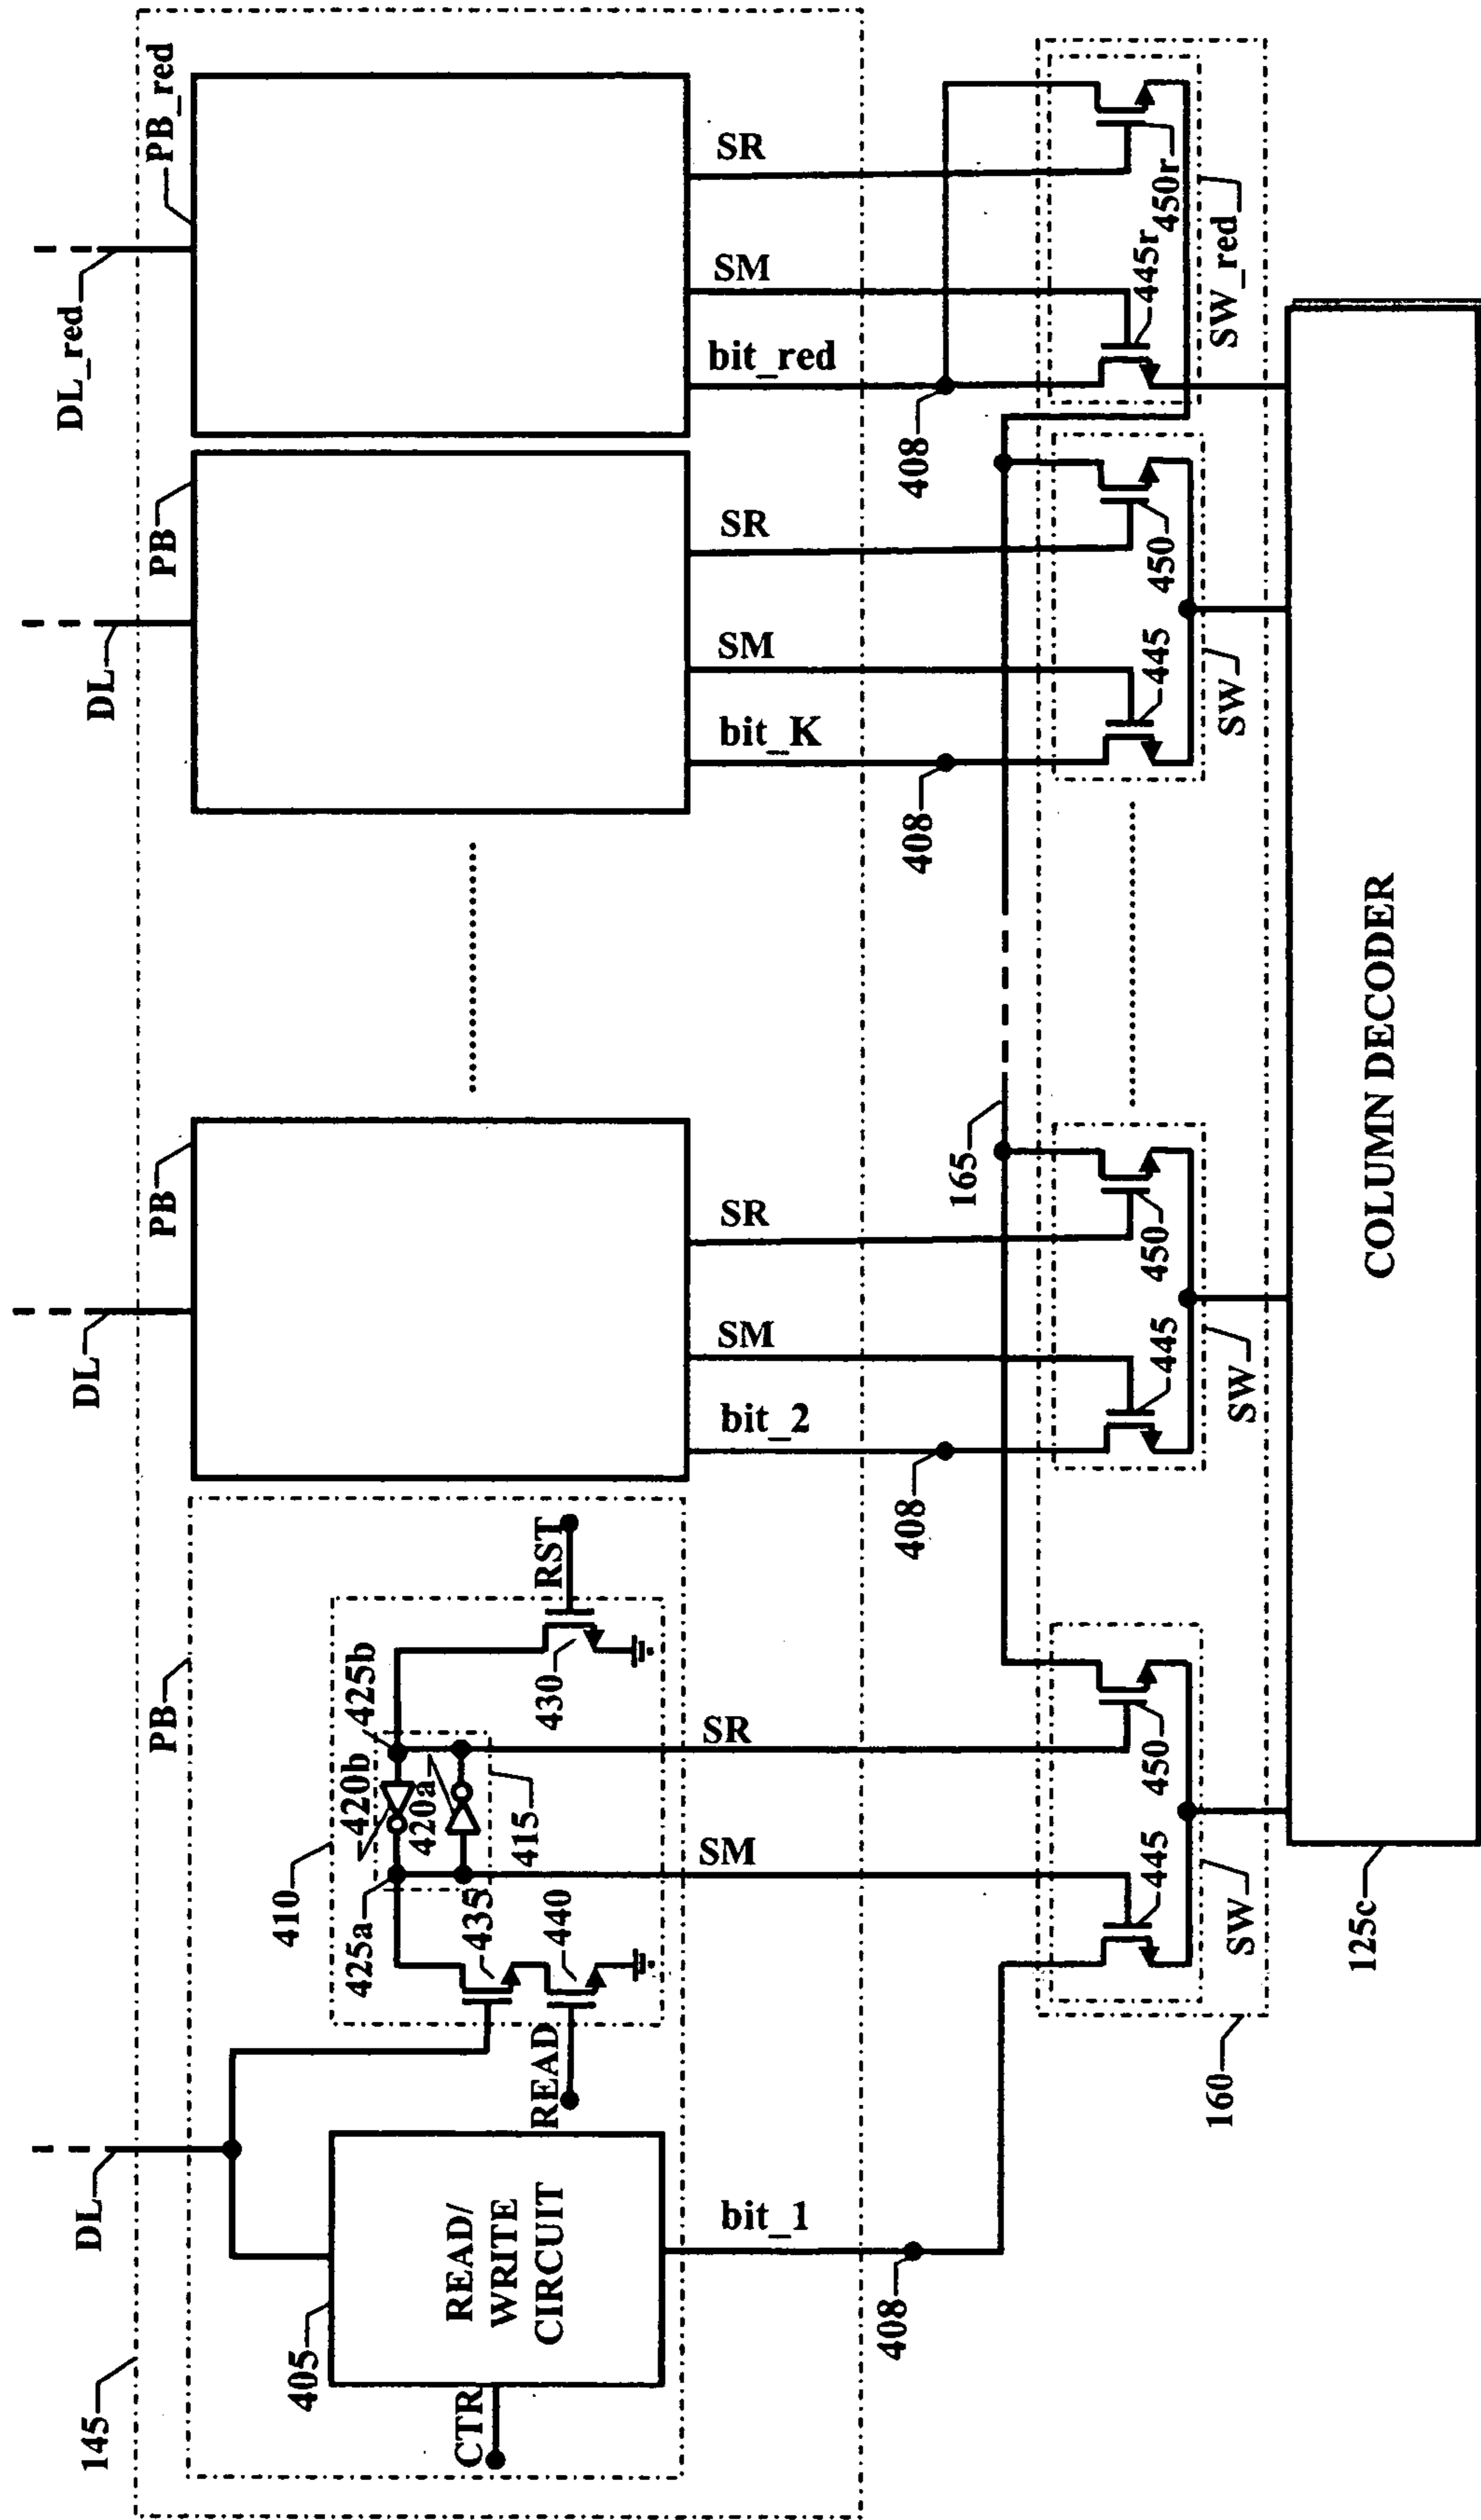 145
DL
CTR
405
READ/
WRITE
CIRCUIT
READ
PB
410
425a
435
440
420b
420a
425b
415
430
RST
bit_1
SM
SR
408
DL
PB
bit_2
SM
SR
408
DL
PB
bit_K
SM
SR
408
DL_red
PB_red
bit_red
SM
SR
408
165
160
445
450
SW
445
450
SW
445
450
SW
445r
450r
SW_red
COLUMN DECODER
125c